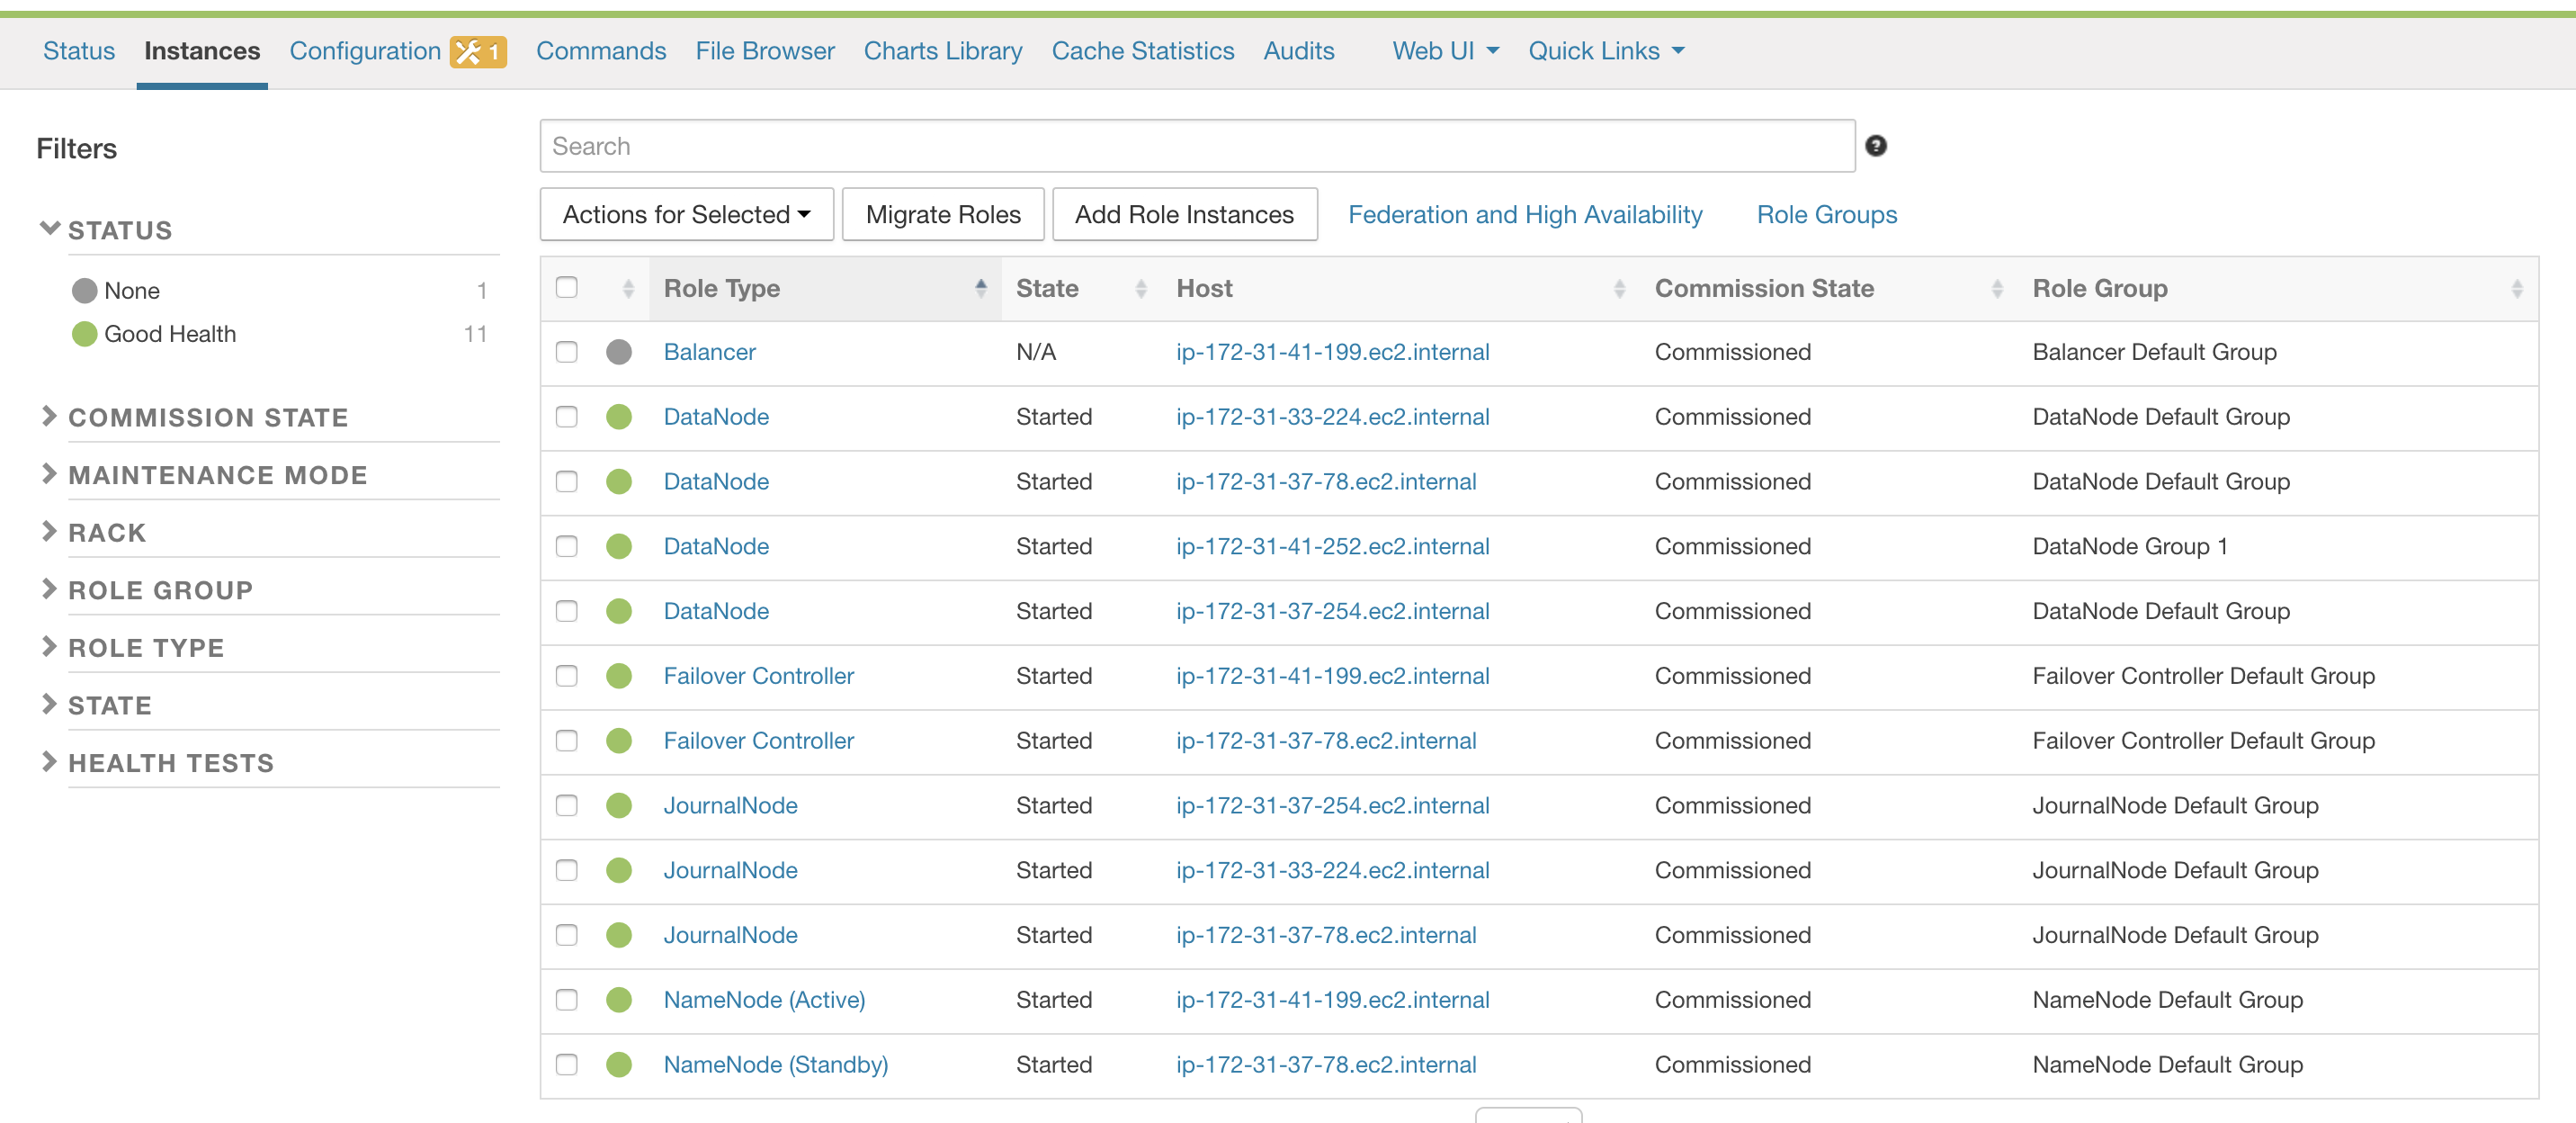 Status Instances Configuration 1 Commands File Browser Charts Library Cache Statistics Audits Web UI Quick Links
Filters
STATUS
None 1
Good Health 11
COMMISSION STATE
MAINTENANCE MODE
RACK
ROLE GROUP
ROLE TYPE
STATE
HEALTH TESTS
Search ?
Actions for Selected Migrate Roles Add Role Instances Federation and High Availability Role Groups
Role Type State Host Commission State Role Group
Balancer N/A ip-172-31-41-199.ec2.internal Commissioned Balancer Default Group
DataNode Started ip-172-31-33-224.ec2.internal Commissioned DataNode Default Group
DataNode Started ip-172-31-37-78.ec2.internal Commissioned DataNode Default Group
DataNode Started ip-172-31-41-252.ec2.internal Commissioned DataNode Group 1
DataNode Started ip-172-31-37-254.ec2.internal Commissioned DataNode Default Group
Failover Controller Started ip-172-31-41-199.ec2.internal Commissioned Failover Controller Default Group
Failover Controller Started ip-172-31-37-78.ec2.internal Commissioned Failover Controller Default Group
JournalNode Started ip-172-31-37-254.ec2.internal Commissioned JournalNode Default Group
JournalNode Started ip-172-31-33-224.ec2.internal Commissioned JournalNode Default Group
JournalNode Started ip-172-31-37-78.ec2.internal Commissioned JournalNode Default Group
NameNode (Active) Started ip-172-31-41-199.ec2.internal Commissioned NameNode Default Group
NameNode (Standby) Started ip-172-31-37-78.ec2.internal Commissioned NameNode Default Group